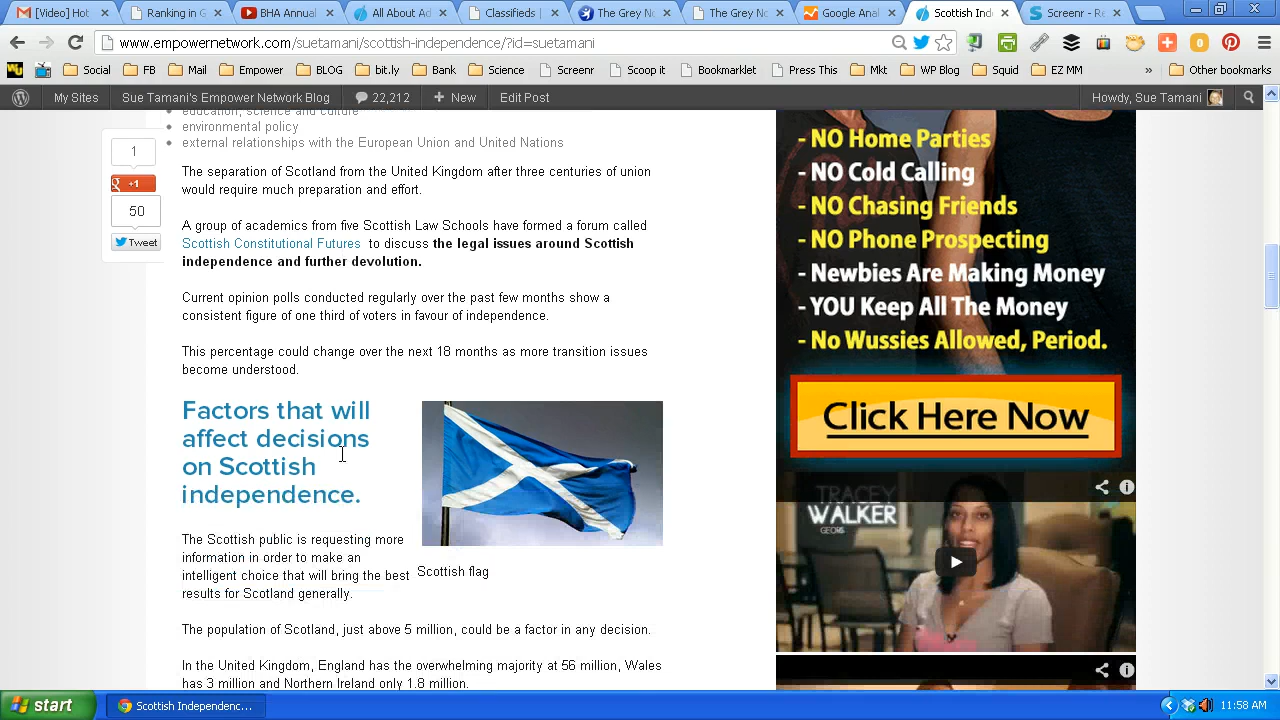 [Video] Hot
Ranking in G
BHA Annual
All About Ad
Classifieds |
The Grey No
The Grey No
Google Anal
Scottish Ind
Screenr - Re
www.empowernetwork.com/suetamani/scottish-independence/?id=suetamani
Social
FB
Mail
Empower
BLOG
bit.ly
Bank
Science
Screenr
Scoop it
Bookmarklet
Press This
Mkt
WP Blog
Squid
EZ MM
»
Other bookmarks
My Sites
Sue Tamani's Empower Network Blog
22,212
+ New
Edit Post
Howdy, Sue Tamani
education, science and culture
environmental policy
with the European Union and United Nations
The removal of Scotland from the United Kingdom after three centuries of union
would require much preparation and effort.
A group of academics from five Scottish Law Schools have formed a forum called
Scottish Constitutional Futures to discuss the legal issues around Scottish
independence and further devolution.
Current opinion polls conducted regularly over the past few months show a
constant figure of a third of voters in favour of independence.
This percentage could change over the next 18 months as more transition issues
become understood.
Factors that will
affect decisions
on Scottish
independence.
The Scottish public is requesting more
information in order to make an
intelligent choice that will bring the best
results for Scotland generally.
Scottish flag
The population of Scotland, just above 5 million, could be a factor in any decision.
In the United Kingdom, England has the overwhelming majority at 56 million, Wales
has 3 million and Northern Ireland only million.
1
+1
50
Tweet
- NO Home Parties
- NO Cold Calling
- NO Chasing Friends
- NO Phone Prospecting
- Newbies Are Making Money
- YOU Keep All The Money
- No Wussies Allowed, Period.
Click Here Now
TRACEY
WALKER
start
Scottish Independenc...
11:58 AM